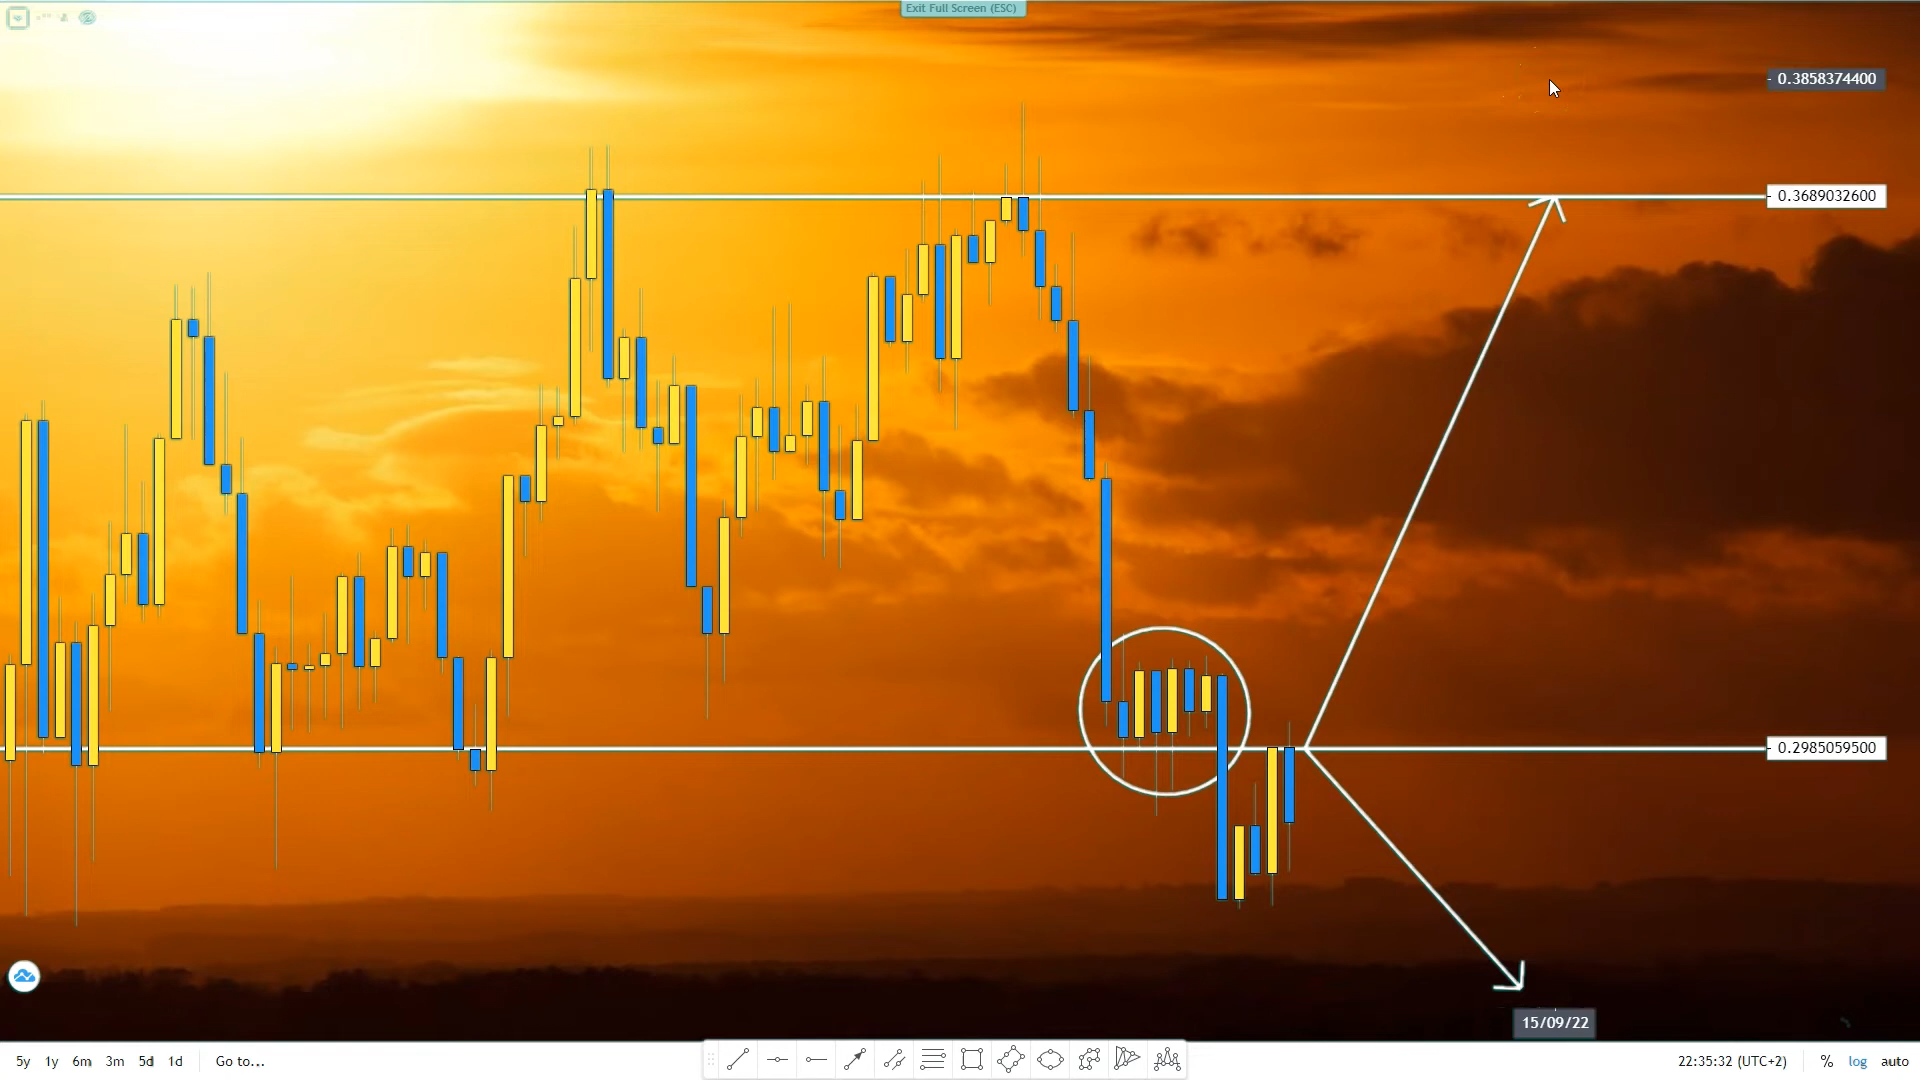 Exit Full Screen (ESC)
0.3858374400
0.3689032600
0.2985059500
15/09/22
5y 1y 6m 3m 5d 1d Go to... 22:35:32 (UTC+2) % log auto